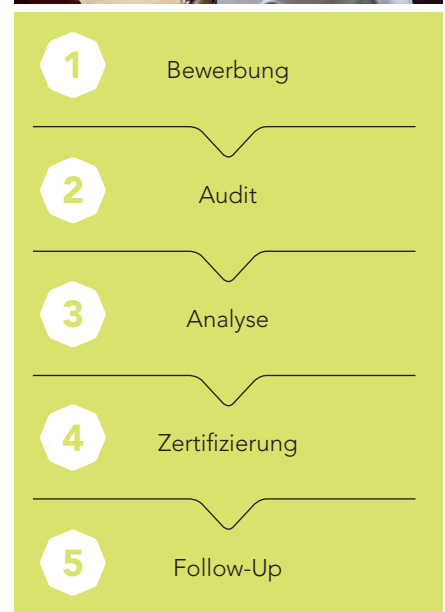 1 Bewerbung
2 Audit
3 Analyse
4 Zertifizierung
5 Follow-Up